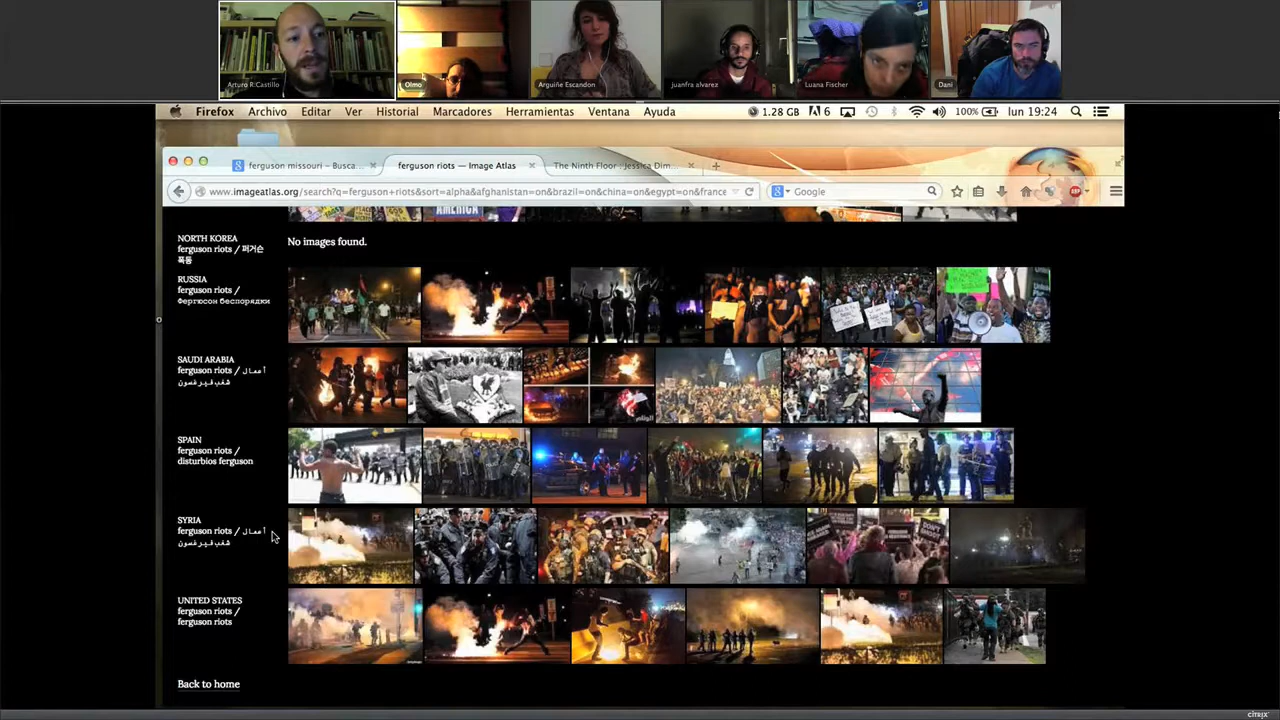 Arturo R.Castillo
Olmo
Arguiñe Escandon
juanfra alvarez
Luana Fischer
Dani
Firefox Archivo Editar Ver Historial Marcadores Herramientas Ventana Ayuda 1.28 GB 6 100% lun 19:24
ferguson missouri - Busca... ferguson riots — Image Atlas The Ninth Floor : Jessica Dim...
www.imageatlas.org/search?q=ferguson+riots&sort=alpha&afghanistan=on&brazil=on&china=on&egypt=on&france Google
AMERICA
NORTH KOREA
ferguson riots / 퍼거슨
폭동
No images found.
RUSSIA
ferguson riots /
Фергюсон беспорядки
SAUDI ARABIA
ferguson riots / أعمال
شغب فيرغسون
SPAIN
ferguson riots /
disturbios ferguson
SYRIA
ferguson riots / أعمال
شغب فيرغسون
UNITED STATES
ferguson riots /
ferguson riots
Back to home
CITRIX